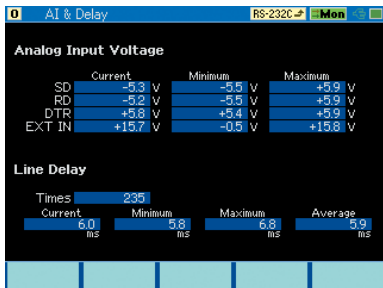 0 AI & Delay RS-232C Mon
Analog Input Voltage
Current Minimum Maximum
SD -5.3 V -5.5 V +5.9 V
RD -5.2 V -5.5 V +5.9 V
DTR +5.8 V +5.4 V +5.9 V
EXT IN +15.7 V -0.5 V +15.8 V
Line Delay
Times 235
Current Minimum Maximum Average
6.0 5.8 6.8 5.9
ms ms ms ms